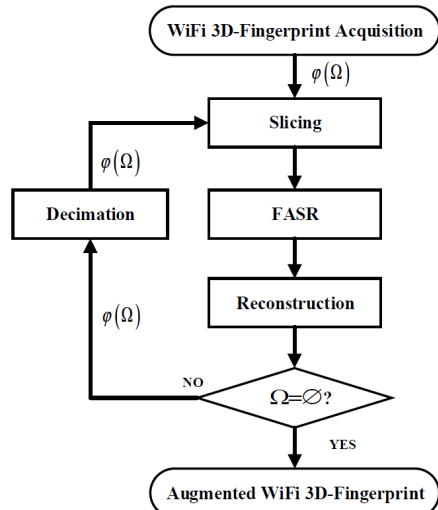 WiFi 3D-Fingerprint Acquisition
φ(Ω)
Slicing
φ(Ω)
Decimation
FASR
φ(Ω)
Reconstruction
NO
Ω=∅?
YES
Augmented WiFi 3D-Fingerprint